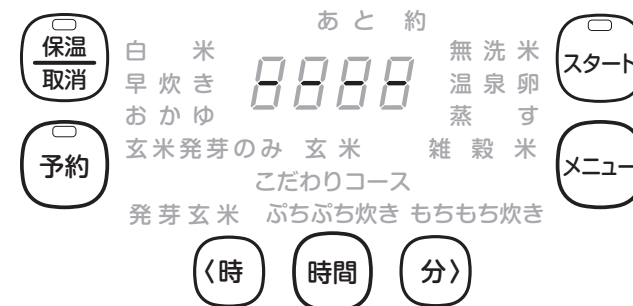 あと 約
保温
取消
白米
無洗米
スタート
早炊き
温泉卵
おかゆ
蒸す
予約
玄米発芽のみ 玄米 雑穀米
メニュー
こだわりコース
発芽玄米 ぷちぷち炊き もちもち炊き
〈時
時間
分〉